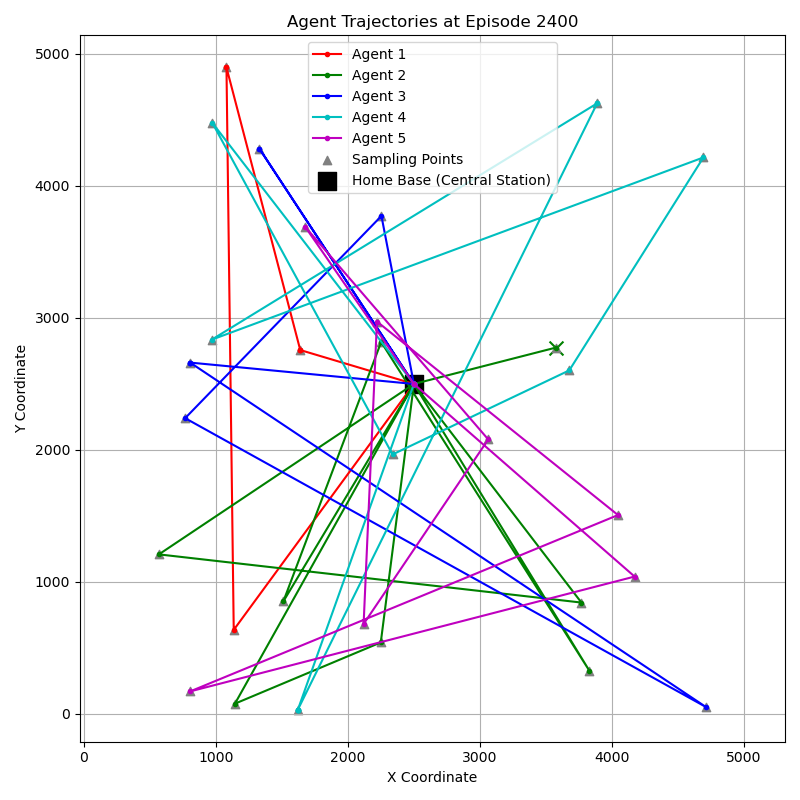 Agent Trajectories at Episode 2400
Agent 1
Agent 2
Agent 3
Agent 4
Agent 5
Sampling Points
Home Base (Central Station)
Y Coordinate
5000
4000
3000
2000
1000
0
0 1000 2000 3000 4000 5000
X Coordinate